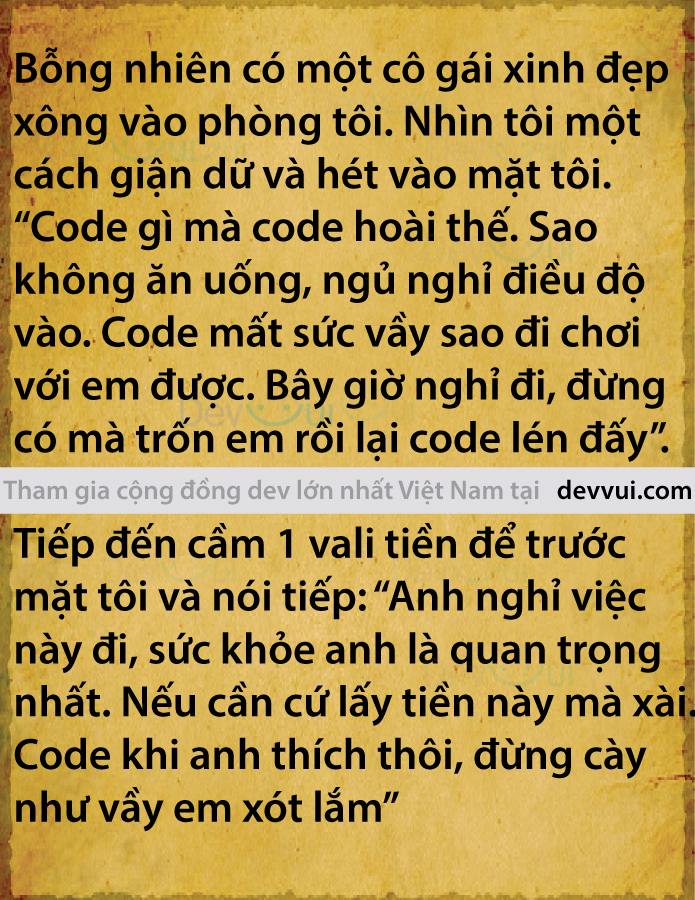 Bỗng nhiên có một cô gái xinh đẹp
xông vào phòng tôi. Nhìn tôi một
cách giận dữ và hét vào mặt tôi.
“Code gì mà code hoài thế. Sao
không ăn uống, ngủ nghỉ điều độ
vào. Code mất sức vầy sao đi chơi
với em được. Bây giờ nghỉ đi, đừng
có mà trốn em rồi lại code lén đấy”.
Tham gia cộng đồng dev lớn nhất Việt Nam tại devvui.com
Tiếp đến cầm 1 vali tiền để trước
mặt tôi và nói tiếp: “Anh nghỉ việc
này đi, sức khỏe anh là quan trọng
nhất. Nếu cần cứ lấy tiền này mà xài.
Code khi anh thích thôi, đừng cày
như vầy em xót lắm”